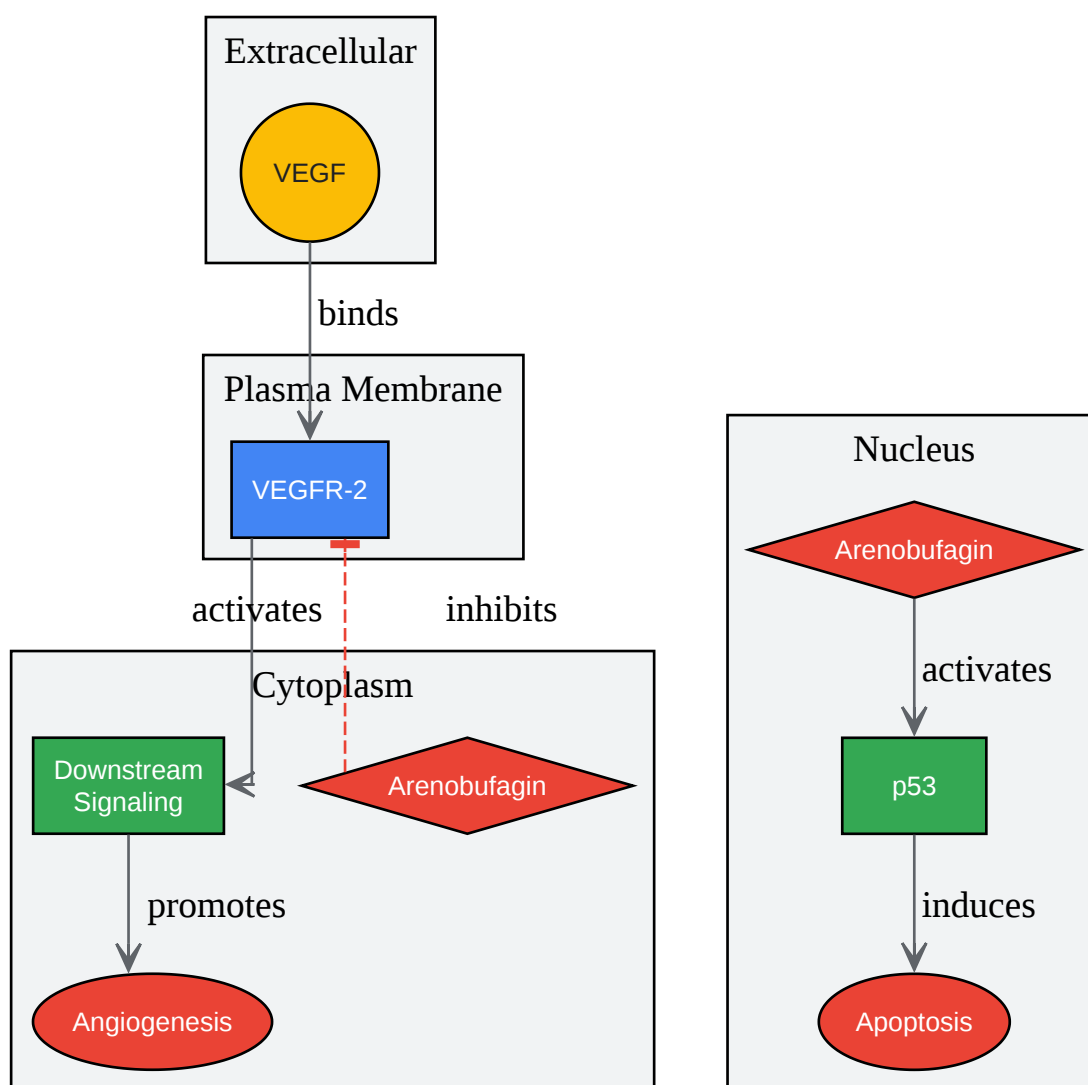 Extracellular
VEGF
binds
Plasma Membrane
VEGFR-2
activates
inhibits
Cytoplasm
Downstream
Signaling
Arenobufagin
promotes
Angiogenesis
Nucleus
Arenobufagin
activates
p53
induces
Apoptosis